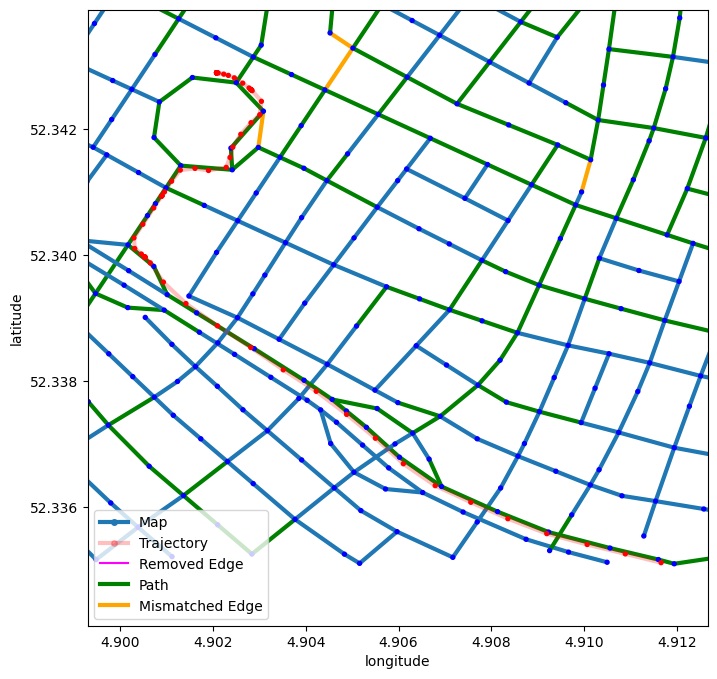 52.342
52.340
52.338
52.336
latitude
Map
Trajectory
Removed Edge
Path
Mismatched Edge
4.900 4.902 4.904 4.906 4.908 4.910 4.912
longitude